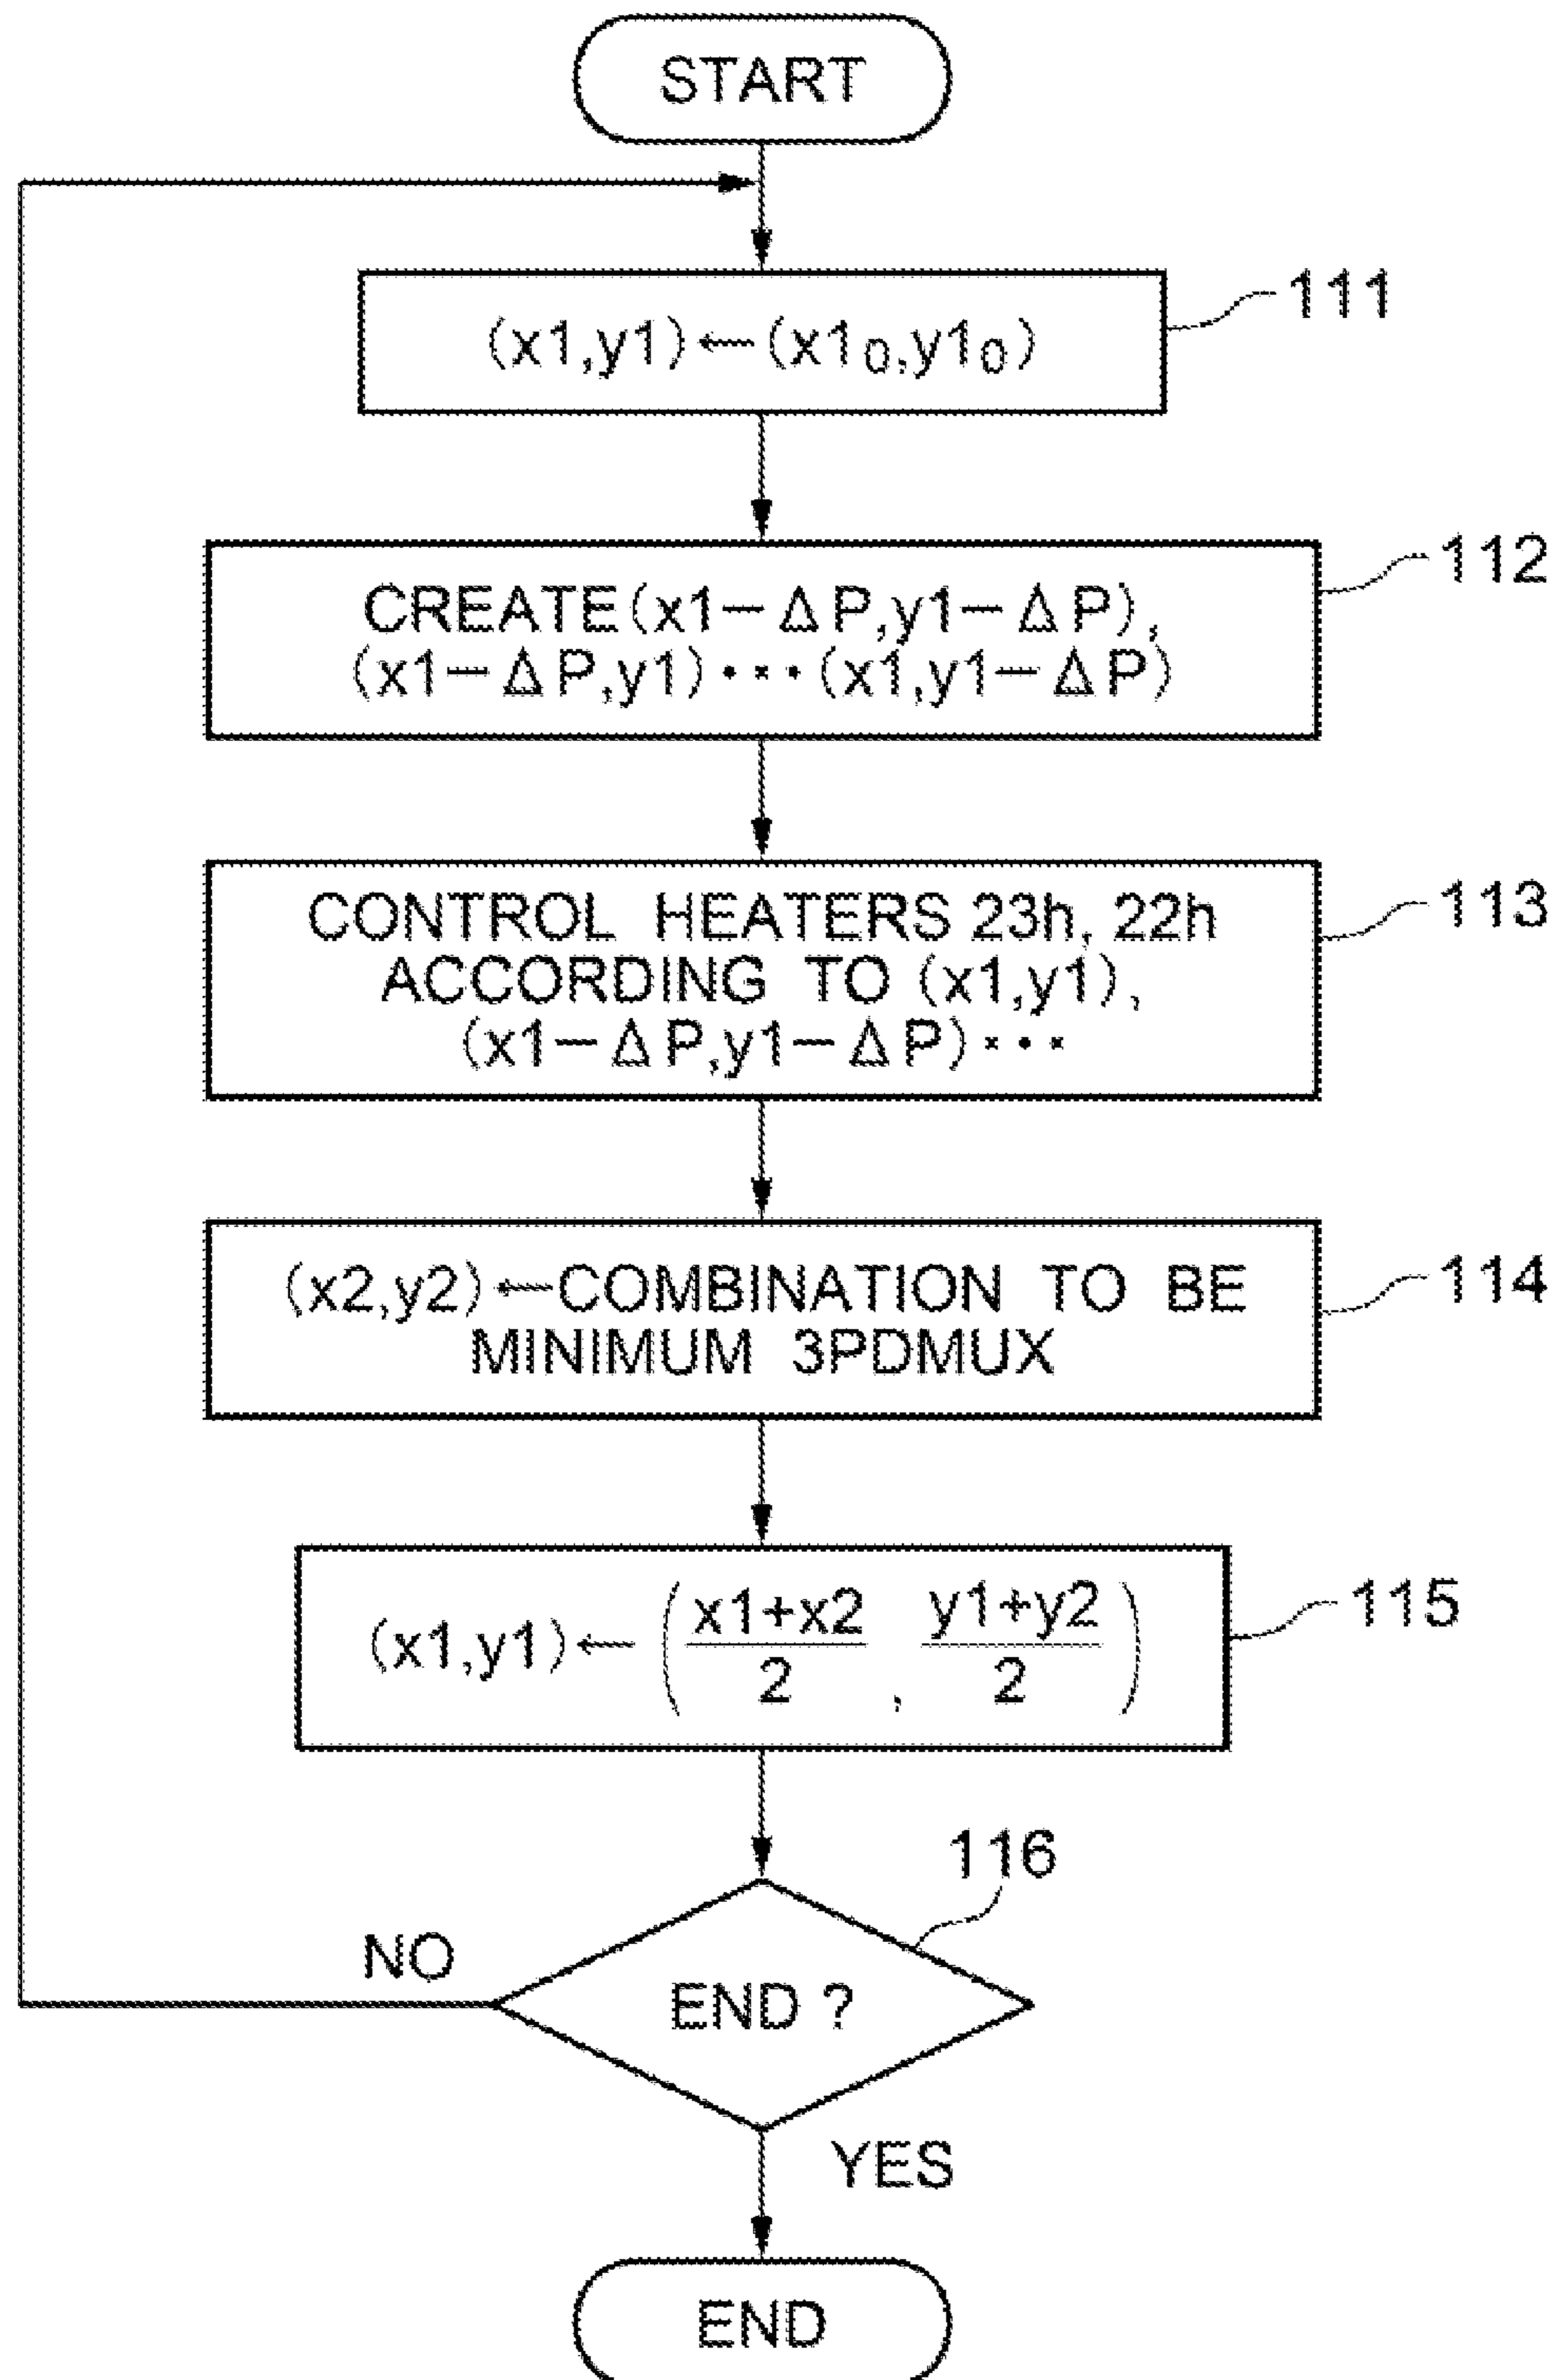 START
(x1,y1)←(x1₀,y1₀)
111
CREATE(x1−ΔP,y1−ΔP),
(x1−ΔP,y1)···(x1,y1−ΔP)
112
CONTROL HEATERS 23h, 22h
ACCORDING TO (x1,y1),
(x1−ΔP,y1−ΔP)···
113
(x2,y2)←COMBINATION TO BE
MINIMUM 3PDMUX
114
(x1,y1)←(x1+x2/2, y1+y2/2)
115
116
NO
END ?
YES
END